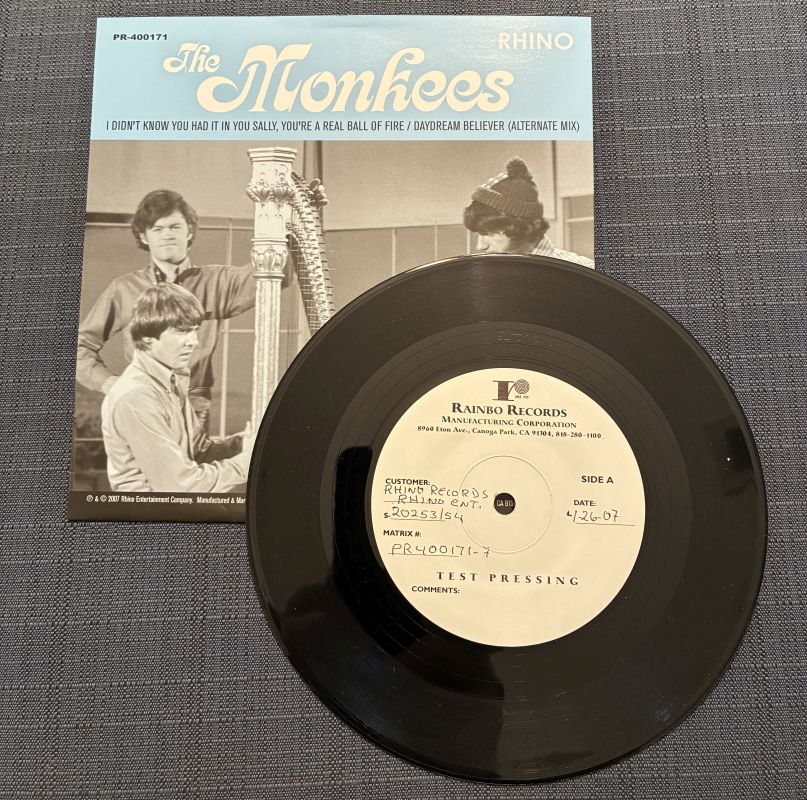 PR-400171
RHINO
The Monkees
I DIDN'T KNOW YOU HAD IT IN YOU SALLY, YOU'RE A REAL BALL OF FIRE / DAYDREAM BELIEVER (ALTERNATE MIX)
℗ & © 2007 Rhino Entertainment Company. Manufactured & Mar
r
RAINBO RECORDS
MANUFACTURING CORPORATION
8960 Eton Ave., Canoga Park, CA 91304, 818-280-1100
CUSTOMER:
RHINO RECORDS
RHINO ENT.
SIDE A
S- 20253/54
DATE:
4-26-07
CA 915
MATRIX #:
PR400171-7
TEST PRESSING
COMMENTS: